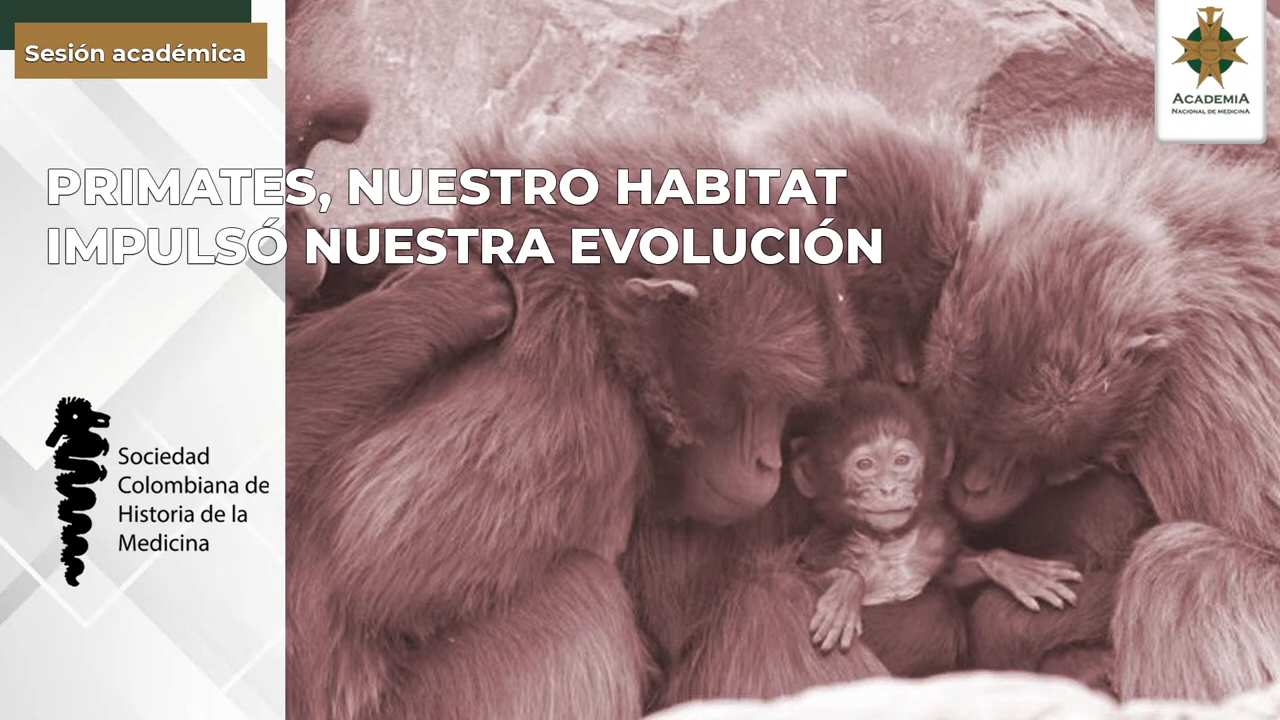 Sesión académica
ACADEMIA
NACIONAL DE MEDICINA
PRIMATES, NUESTRO HABITAT
IMPULSÓ NUESTRA EVOLUCIÓN
Sociedad
Colombiana de
Historia de la
Medicina